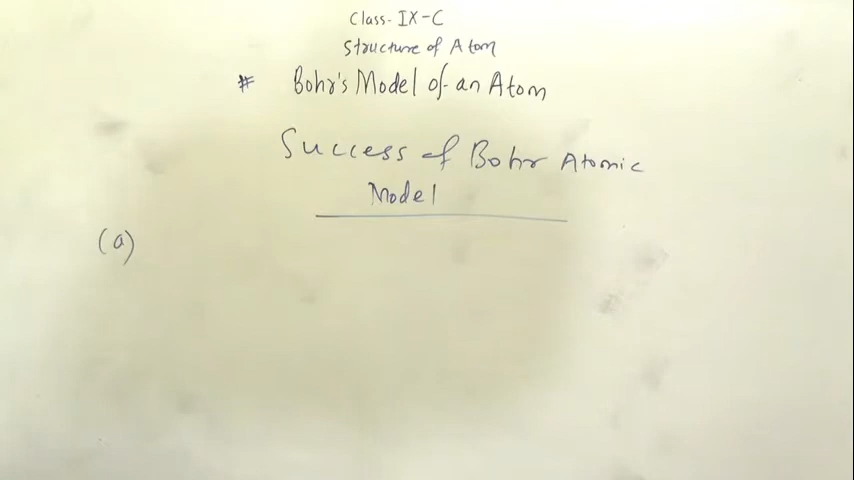 Class- IX-C
Structure of Atom
# Bohr's Model of an Atom
Success of Bohr Atomic
Model
(a)